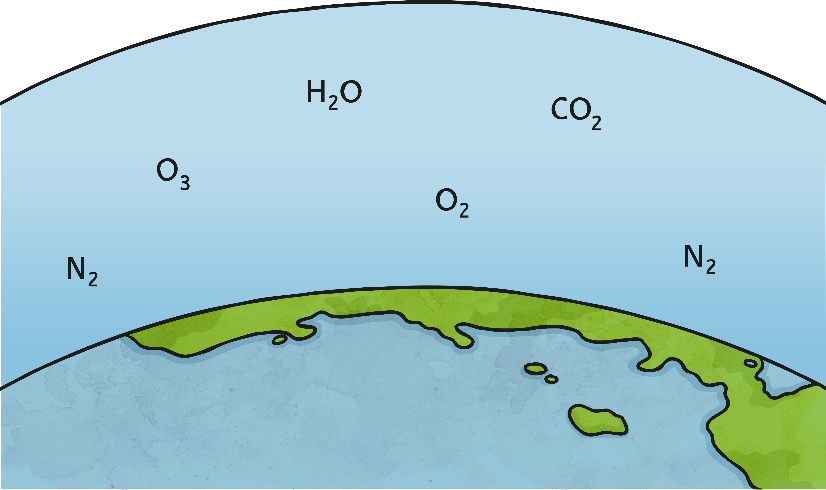 H₂O
CO₂
O₃
O₂
N₂
N₂